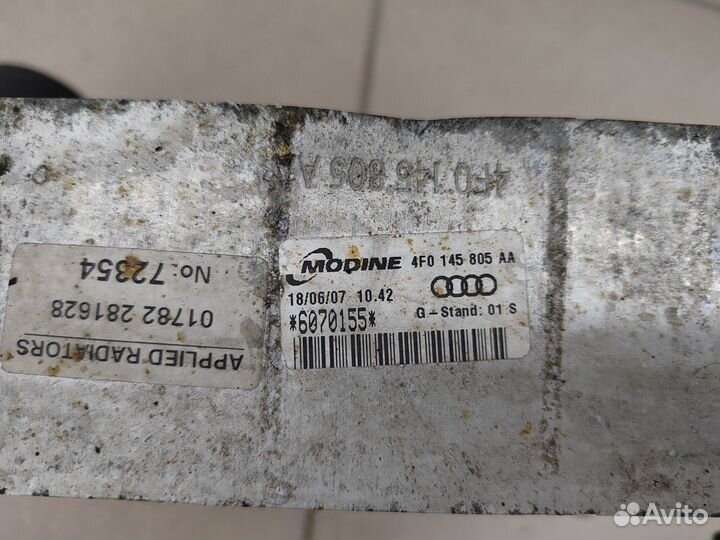 4F0 145 805 AA
MODINE 4F0 145 805 AA
18/06/07 10.42
*6070155*
G-Stand: 01 S
APPLIED RADIATORS
01782 281628
No: 72354
Avito